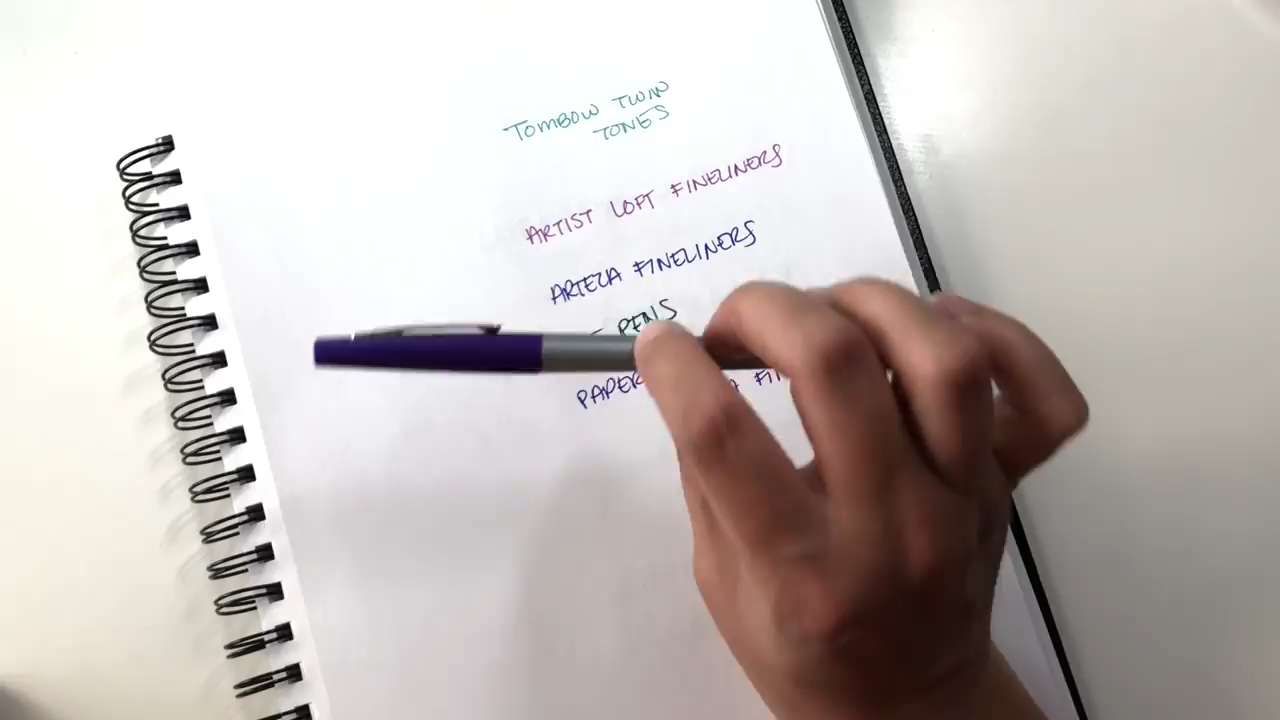 TOMBOW TWIN
TONES
ARTIST LOFT FINELINERS
ARTEZA FINELINERS
PENS